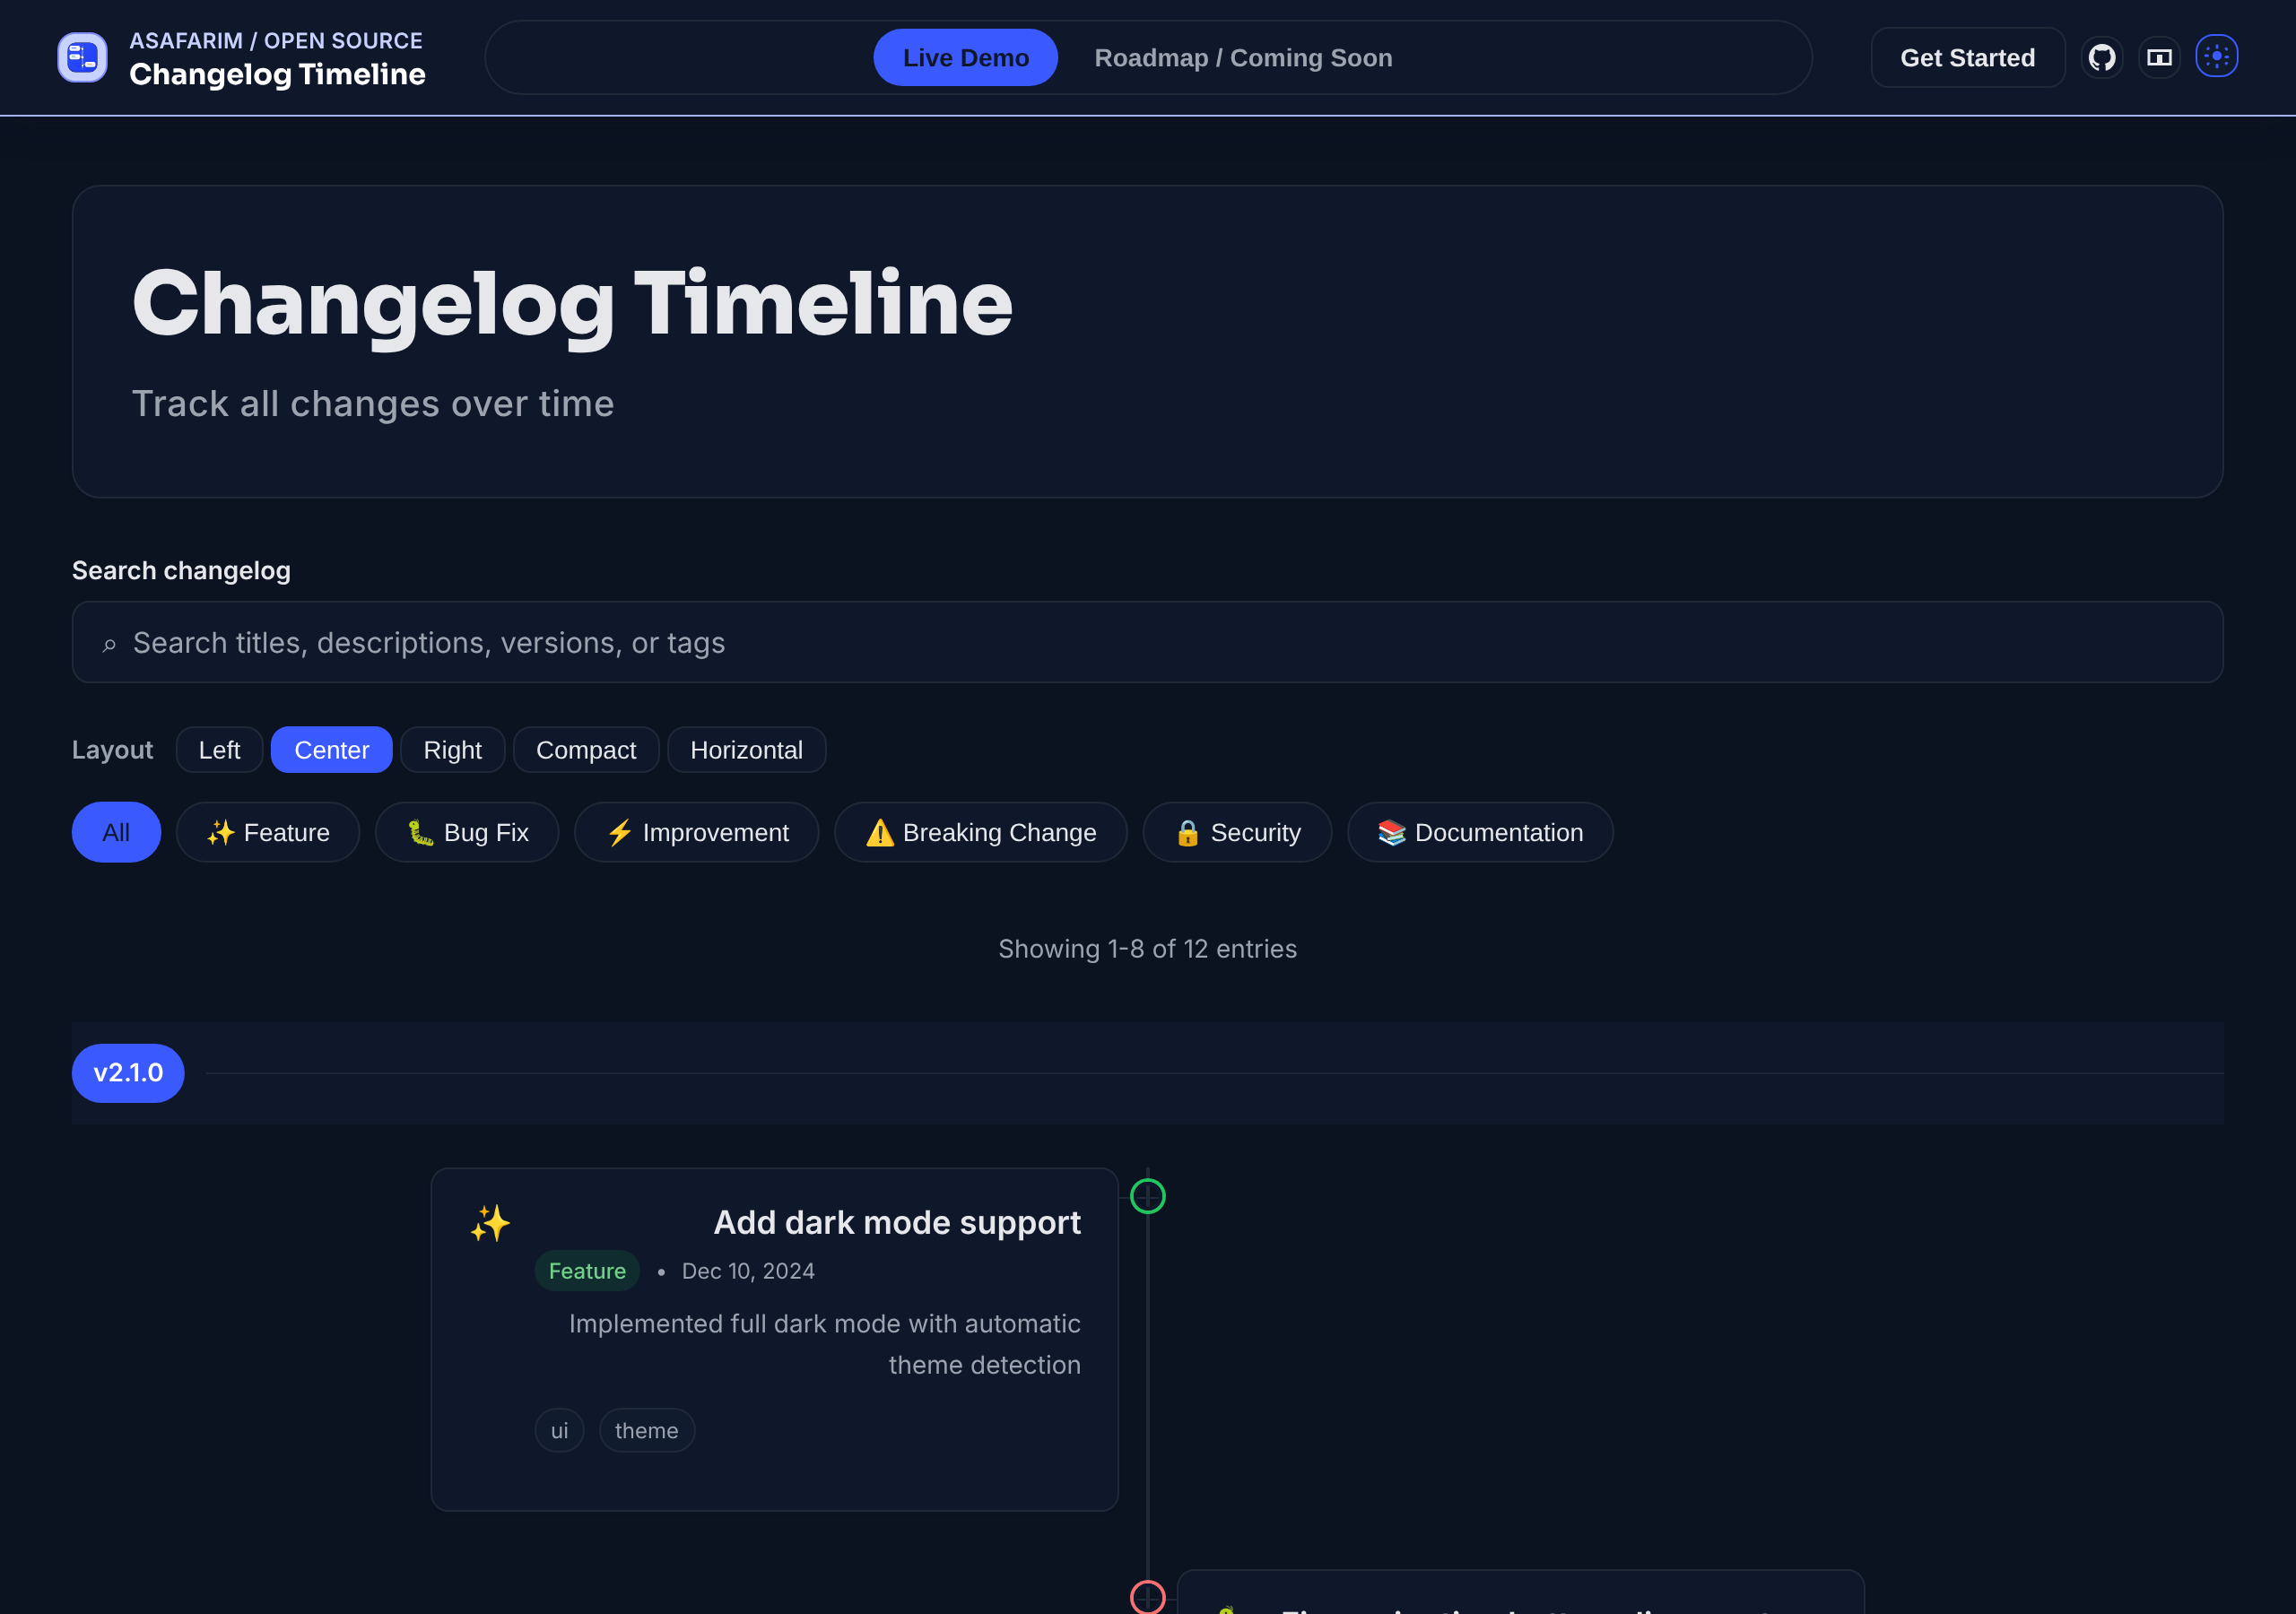 ASAFARIM / OPEN SOURCE
Changelog Timeline
Live Demo
Roadmap / Coming Soon
Get Started
Changelog Timeline
Track all changes over time
Search changelog
Search titles, descriptions, versions, or tags
Layout
Left
Center
Right
Compact
Horizontal
All
✨ Feature
🐛 Bug Fix
⚡ Improvement
⚠️ Breaking Change
🔒 Security
📚 Documentation
Showing 1-8 of 12 entries
v2.1.0
Add dark mode support
Feature • Dec 10, 2024
Implemented full dark mode with automatic
theme detection
ui
theme